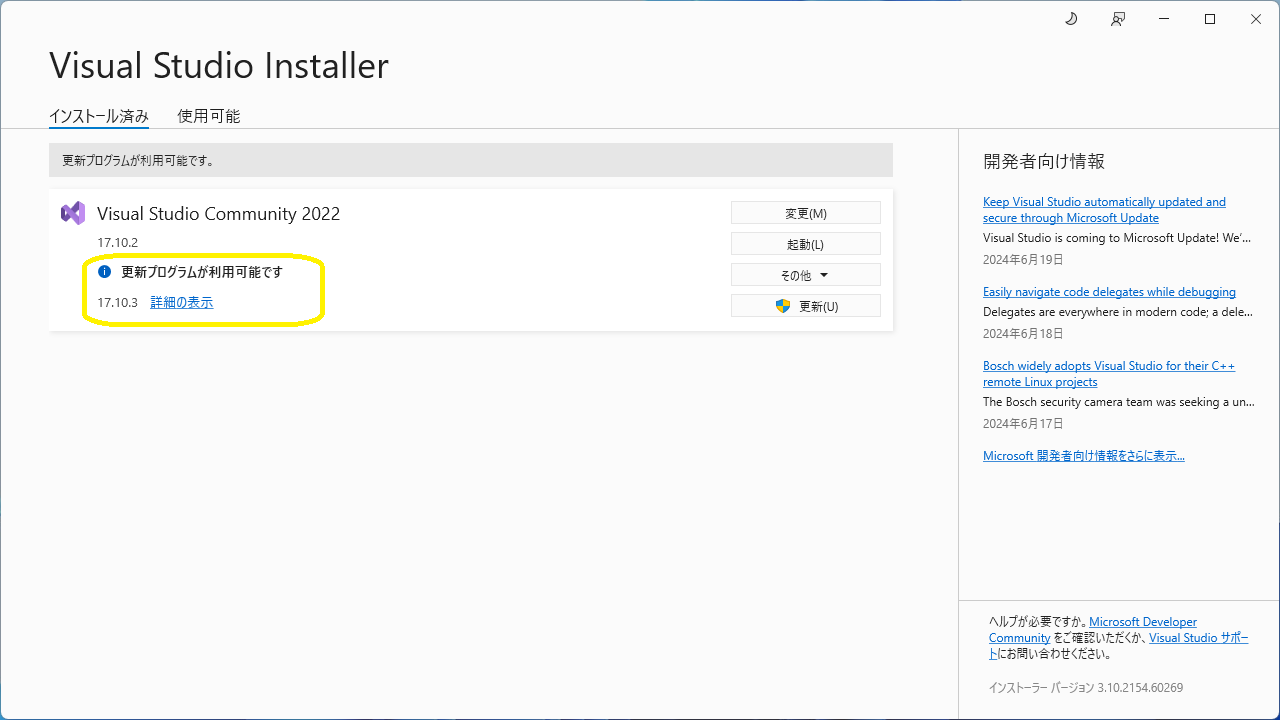 Visual Studio Installer
インストール済み
使用可能
更新プログラムが利用可能です。
Visual Studio Community 2022
17.10.2
更新プログラムが利用可能です
17.10.3 詳細の表示
変更(M)
起動(L)
その他
更新(U)
開発者向け情報
Keep Visual Studio automatically updated and
secure through Microsoft Update
Visual Studio is coming to Microsoft Update! We’...
2024年6月19日
Easily navigate code delegates while debugging
Delegates are everywhere in modern code; a dele...
2024年6月18日
Bosch widely adopts Visual Studio for their C++
remote Linux projects
The Bosch security camera team was seeking a un...
2024年6月17日
Microsoft 開発者向け情報をさらに表示...
ヘルプが必要ですか。Microsoft Developer
Community をご確認いただくか、Visual Studio サポー
トにお問い合わせください。
インストーラー バージョン 3.10.2154.60269